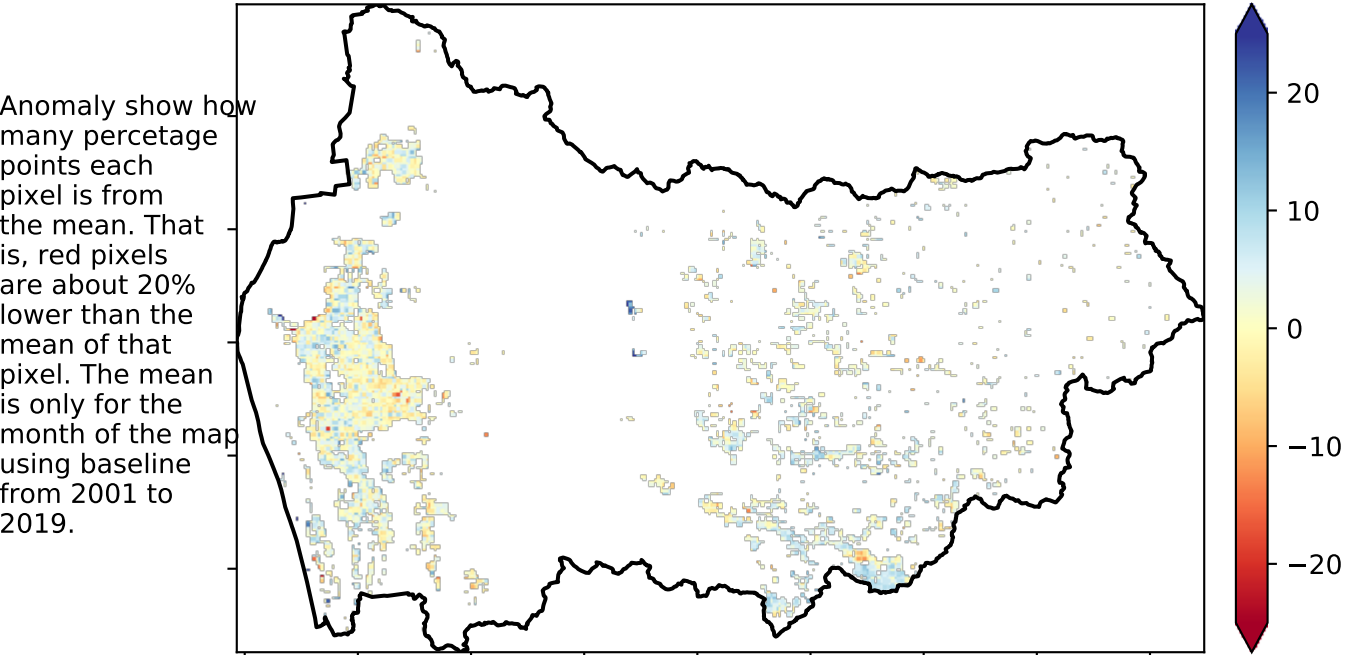 Anomaly show how
many percetage
points each
pixel is from
the mean. That
is, red pixels
are about 20%
lower than the
mean of that
pixel. The mean
is only for the
month of the map
using baseline
from 2001 to
2019.
20
10
0
−10
−20